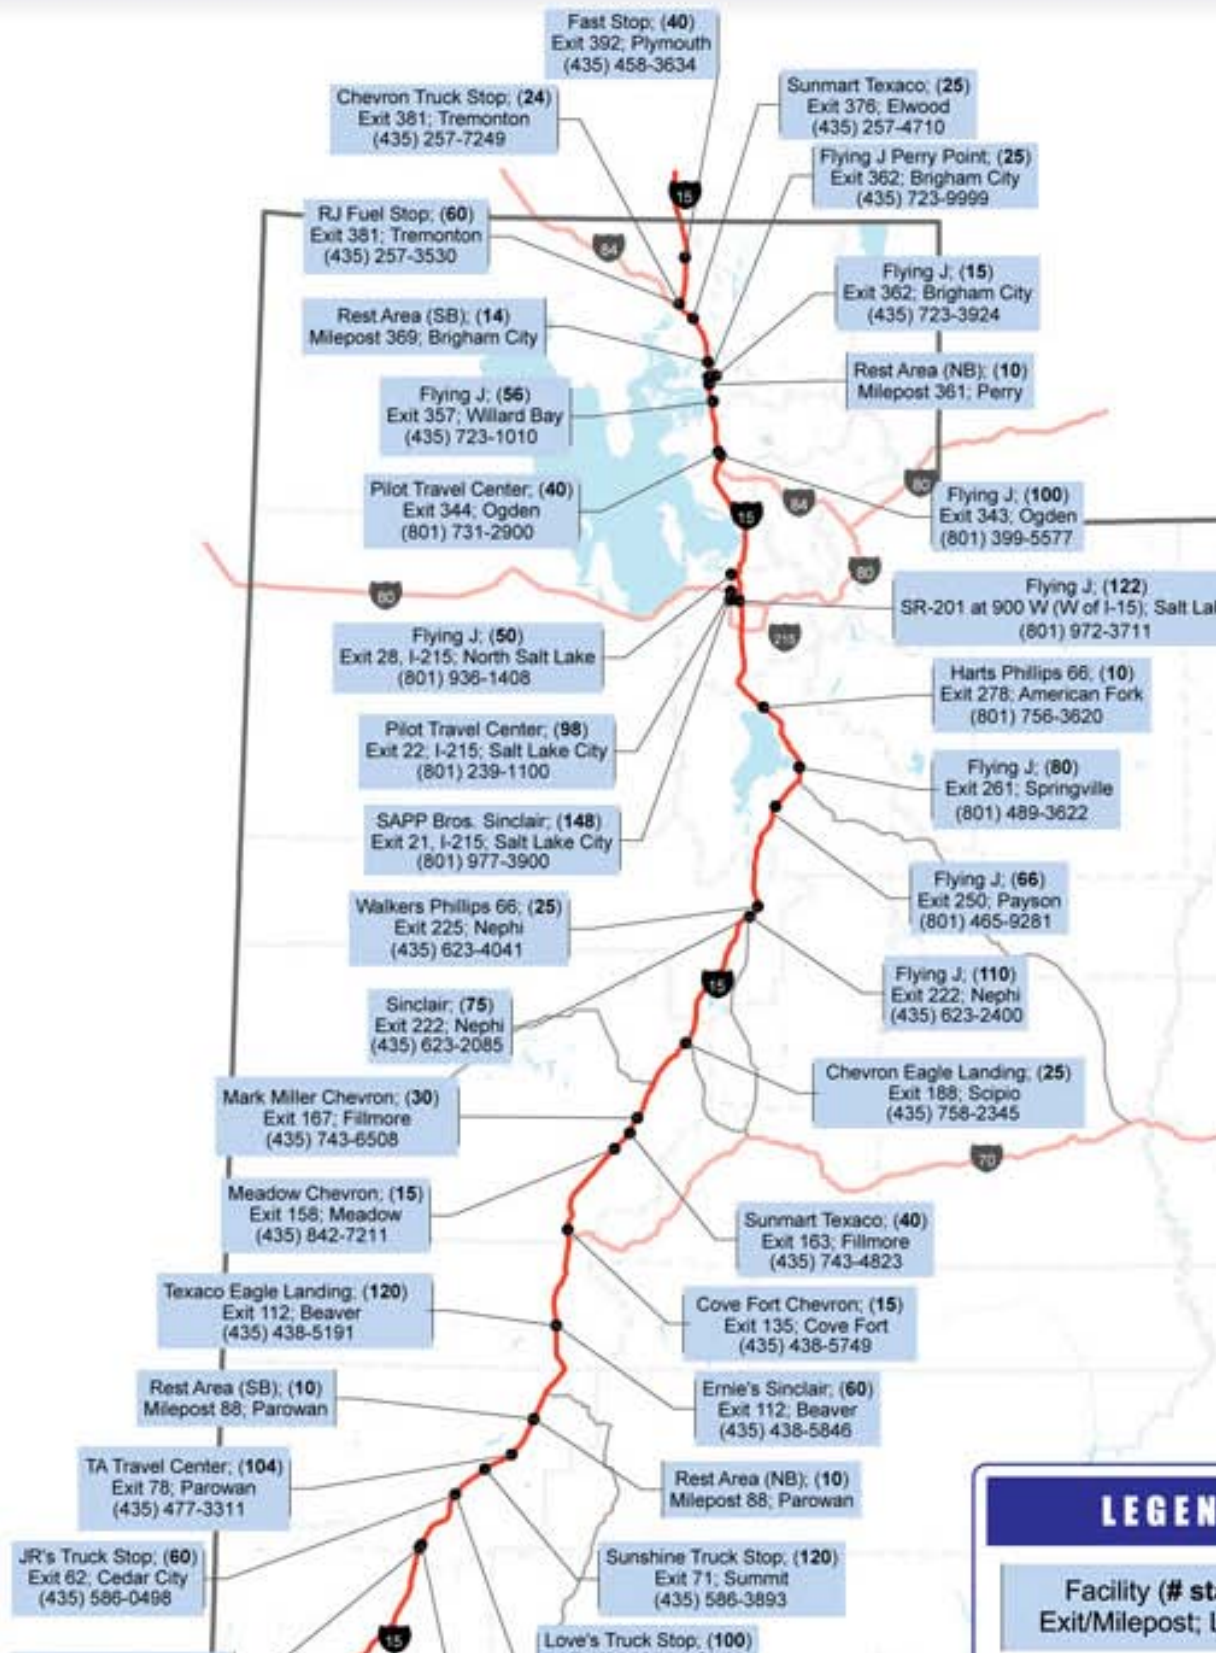 Fast Stop; (40)
Exit 392; Plymouth
(435) 458-3634
Chevron Truck Stop; (24)
Exit 381; Tremonton
(435) 257-7249
Sunmart Texaco; (25)
Exit 376; Elwood
(435) 257-4710
Flying J Perry Point; (25)
Exit 362; Brigham City
(435) 723-9999
15
RJ Fuel Stop; (60)
Exit 381; Tremonton
(435) 257-3530
84
Flying J; (15)
Exit 362; Brigham City
(435) 723-3924
Rest Area (SB); (14)
Milepost 369; Brigham City
Rest Area (NB); (10)
Milepost 361; Perry
Flying J; (56)
Exit 357; Willard Bay
(435) 723-1010
Pilot Travel Center; (40)
Exit 344; Ogden
(801) 731-2900
80
84
15
Flying J; (100)
Exit 343; Ogden
(801) 399-5577
80
80
Flying J; (122)
SR-201 at 900 W (W of I-15); Salt Lal
(801) 972-3711
Flying J; (50)
Exit 28, I-215; North Salt Lake
(801) 936-1408
215
Harts Phillips 66; (10)
Exit 278; American Fork
(801) 756-3620
Pilot Travel Center; (98)
Exit 22; I-215; Salt Lake City
(801) 239-1100
Flying J; (80)
Exit 261; Springville
(801) 489-3622
SAPP Bros. Sinclair; (148)
Exit 21, I-215; Salt Lake City
(801) 977-3900
Flying J; (66)
Exit 250; Payson
(801) 465-9281
Walkers Phillips 66; (25)
Exit 225; Nephi
(435) 623-4041
15
Flying J; (110)
Exit 222; Nephi
(435) 623-2400
Sinclair; (75)
Exit 222; Nephi
(435) 623-2085
Chevron Eagle Landing; (25)
Exit 188; Scipio
(435) 758-2345
Mark Miller Chevron; (30)
Exit 167; Fillmore
(435) 743-6508
70
Meadow Chevron; (15)
Exit 158; Meadow
(435) 842-7211
Sunmart Texaco; (40)
Exit 163; Fillmore
(435) 743-4823
Texaco Eagle Landing; (120)
Exit 112; Beaver
(435) 438-5191
Cove Fort Chevron; (15)
Exit 135; Cove Fort
(435) 438-5749
Rest Area (SB); (10)
Milepost 88; Parowan
Ernie's Sinclair; (60)
Exit 112; Beaver
(435) 438-5846
TA Travel Center; (104)
Exit 78; Parowan
(435) 477-3311
Rest Area (NB); (10)
Milepost 88; Parowan
LEGEN
JR's Truck Stop; (60)
Exit 62; Cedar City
(435) 586-0498
Sunshine Truck Stop; (120)
Exit 71; Summit
(435) 586-3893
Facility (# sta
Exit/Milepost; L
15
Love's Truck Stop; (100)